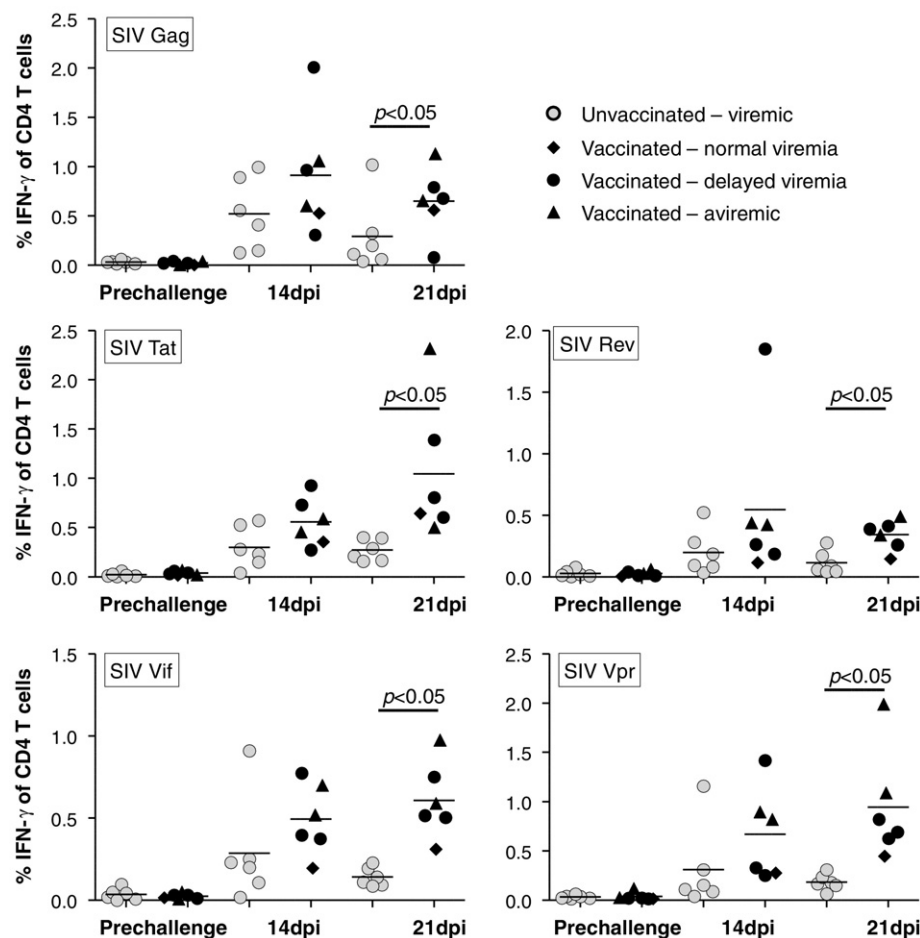 SIV Gag
% IFN-γ of CD4 T cells
2.5
2.0
1.5
1.0
0.5
0.0
p<0.05
Prechallenge 14dpi 21dpi
Unvaccinated – viremic
Vaccinated – normal viremia
Vaccinated – delayed viremia
Vaccinated – aviremic
SIV Tat
% IFN-γ of CD4 T cells
2.5
2.0
1.5
1.0
0.5
0.0
p<0.05
Prechallenge 14dpi 21dpi
SIV Rev
2.0
1.5
1.0
0.5
0.0
p<0.05
Prechallenge 14dpi 21dpi
SIV Vif
% IFN-γ of CD4 T cells
1.5
1.0
0.5
0.0
p<0.05
Prechallenge 14dpi 21dpi
SIV Vpr
2.5
2.0
1.5
1.0
0.5
0.0
p<0.05
Prechallenge 14dpi 21dpi